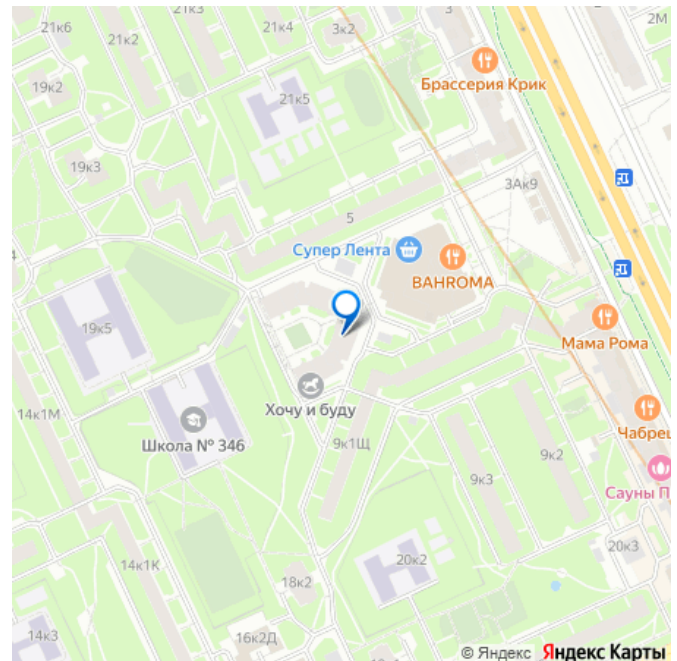 21к6
21к3
21к2
21к4
3к2
3
2М
Брассерия Крик
19к2
21к5
19к3
3Ак9
5
Супер Лента
BAHROMA
19к5
Мама Рома
Хочу и буду
14к1М
Школа № 346
9к1Щ
9к2
Чабрец
9к3
Сауны П
20к3
20к2
14к1К
18к2
14к3
16к2Д
© Яндекс Яндекс Карты